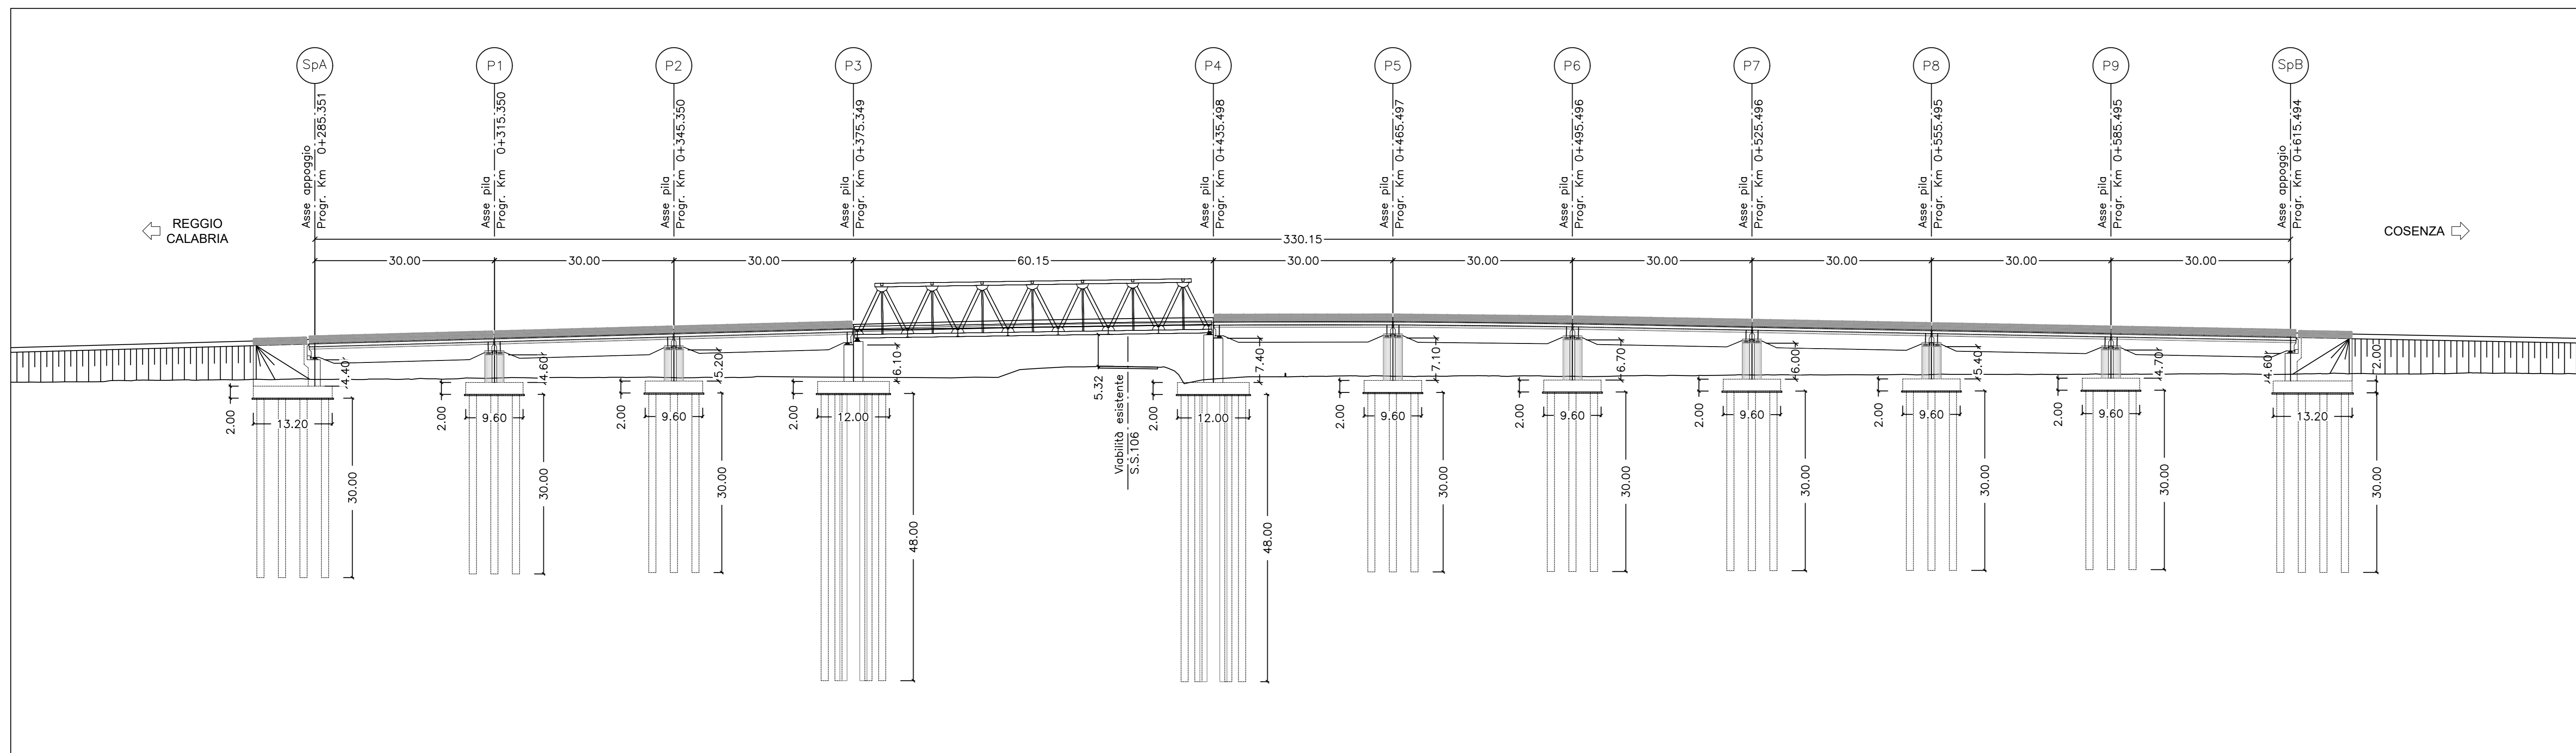 SpA
P1
P2
P3
P4
P5
P6
P7
P8
P9
SpB
Asse appoggio
Progr. Km 0+285.351
Asse pila
Progr. Km 0+315.350
Asse pila
Progr. Km 0+345.350
Asse pila
Progr. Km 0+375.349
Asse pila
Progr. Km 0+435.498
Asse pila
Progr. Km 0+465.497
Asse pila
Progr. Km 0+495.496
Asse pila
Progr. Km 0+525.496
Asse pila
Progr. Km 0+555.495
Asse pila
Progr. Km 0+585.495
Asse appoggio
Progr. Km 0+615.494
REGGIO
CALABRIA
COSENZA
330.15
30.00
30.00
30.00
60.15
30.00
30.00
30.00
30.00
30.00
30.00
4.40
4.60
5.20
6.10
5.32
7.40
7.10
6.70
6.00
5.40
4.70
4.60
2.00
2.00
2.00
2.00
2.00
2.00
2.00
2.00
2.00
2.00
2.00
13.20
9.60
9.60
12.00
12.00
9.60
9.60
9.60
9.60
9.60
13.20
Viabilità esistente
S.S.106
30.00
30.00
30.00
48.00
48.00
30.00
30.00
30.00
30.00
30.00
30.00